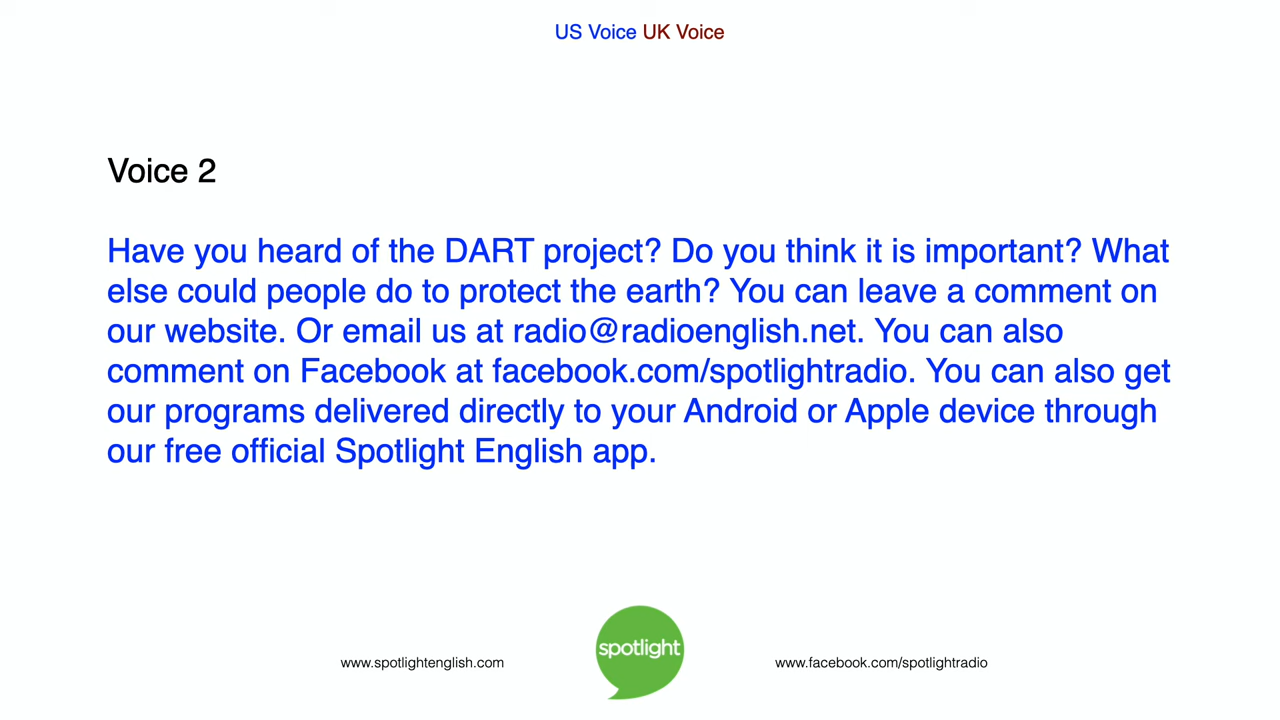 US Voice UK Voice
Voice 2
Have you heard of the DART project? Do you think it is important? What
else could people do to protect the earth? You can leave a comment on
our website. Or email us at radio@radioenglish.net. You can also
comment on Facebook at facebook.com/spotlightradio. You can also get
our programs delivered directly to your Android or Apple device through
our free official Spotlight English app.
spotlight
www.spotlightenglish.com
www.facebook.com/spotlightradio